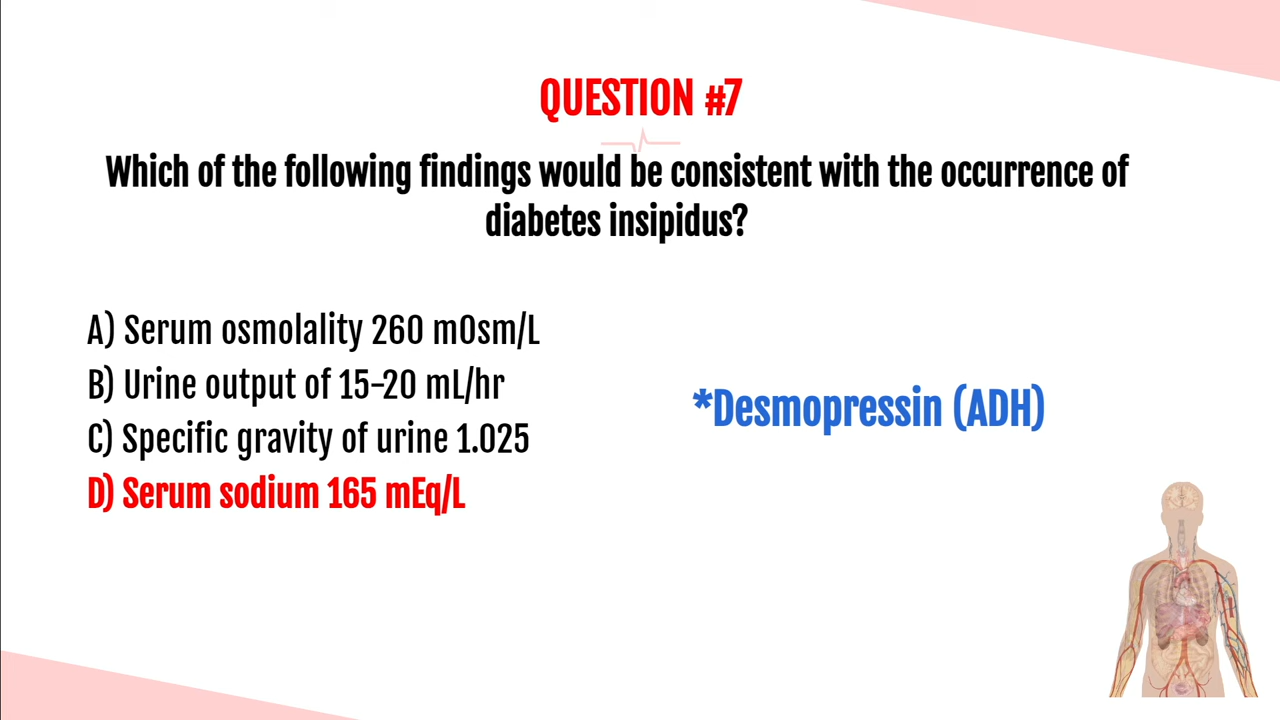 QUESTION #7
Which of the following findings would be consistent with the occurrence of
diabetes insipidus?
A) Serum osmolality 260 mOsm/L
B) Urine output of 15-20 mL/hr
C) Specific gravity of urine 1.025
D) Serum sodium 165 mEq/L
*Desmopressin (ADH)